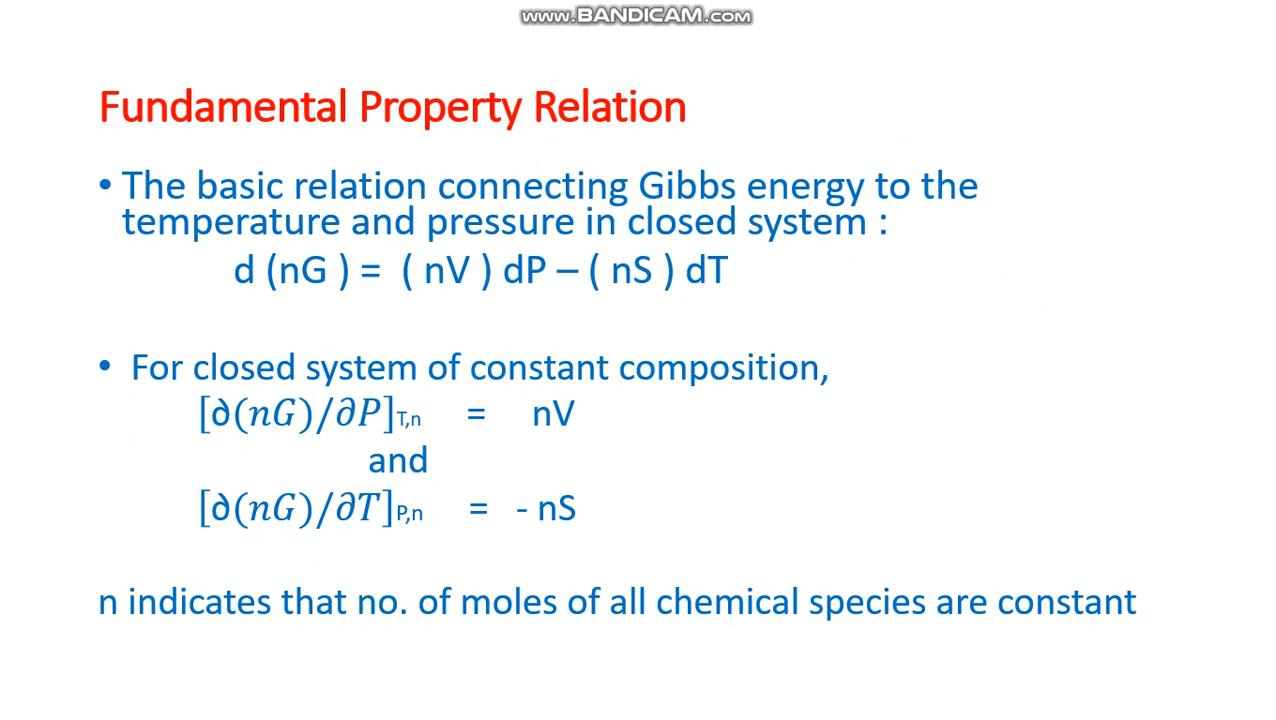 www.BANDICAM.com
Fundamental Property Relation
• The basic relation connecting Gibbs energy to the
temperature and pressure in closed system :
d (nG ) = ( nV ) dP – ( nS ) dT
• For closed system of constant composition,
[∂(nG)/∂P]T,n = nV
and
[∂(nG)/∂T]P,n = - nS
n indicates that no. of moles of all chemical species are constant